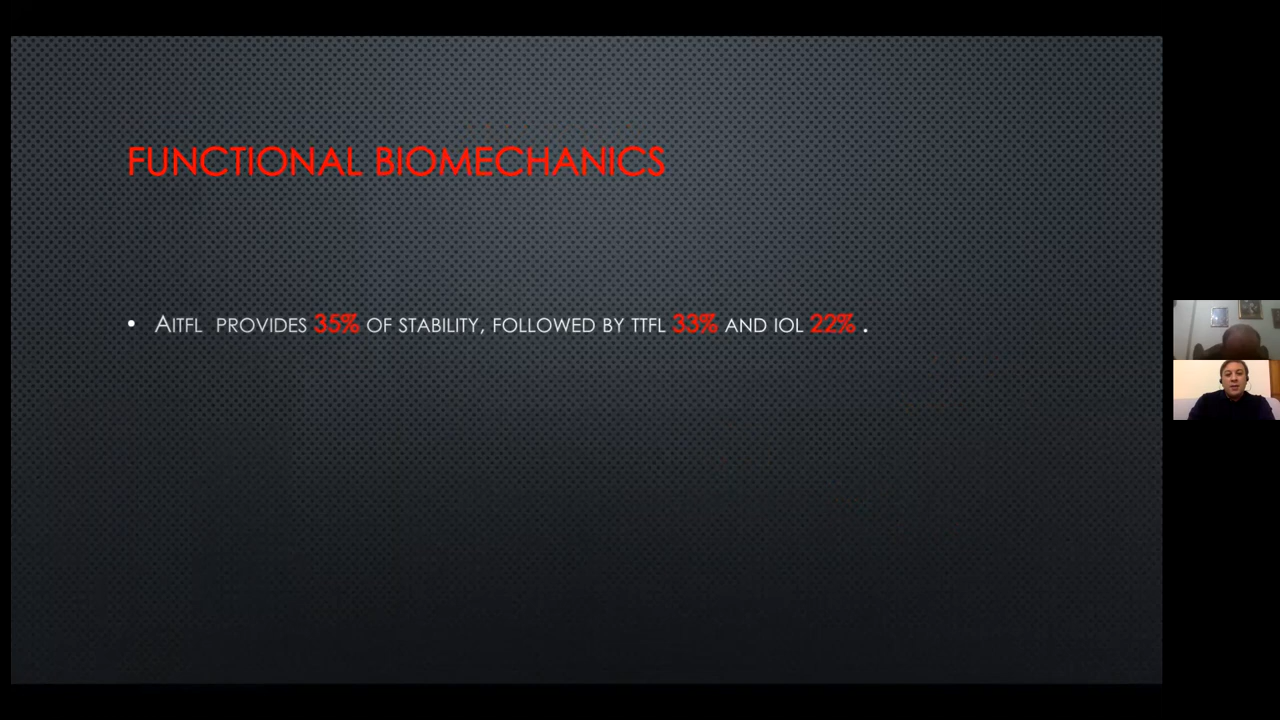 FUNCTIONAL BIOMECHANICS
• AITFL PROVIDES 35% OF STABILITY, FOLLOWED BY TTFL 33% AND IOL 22% .